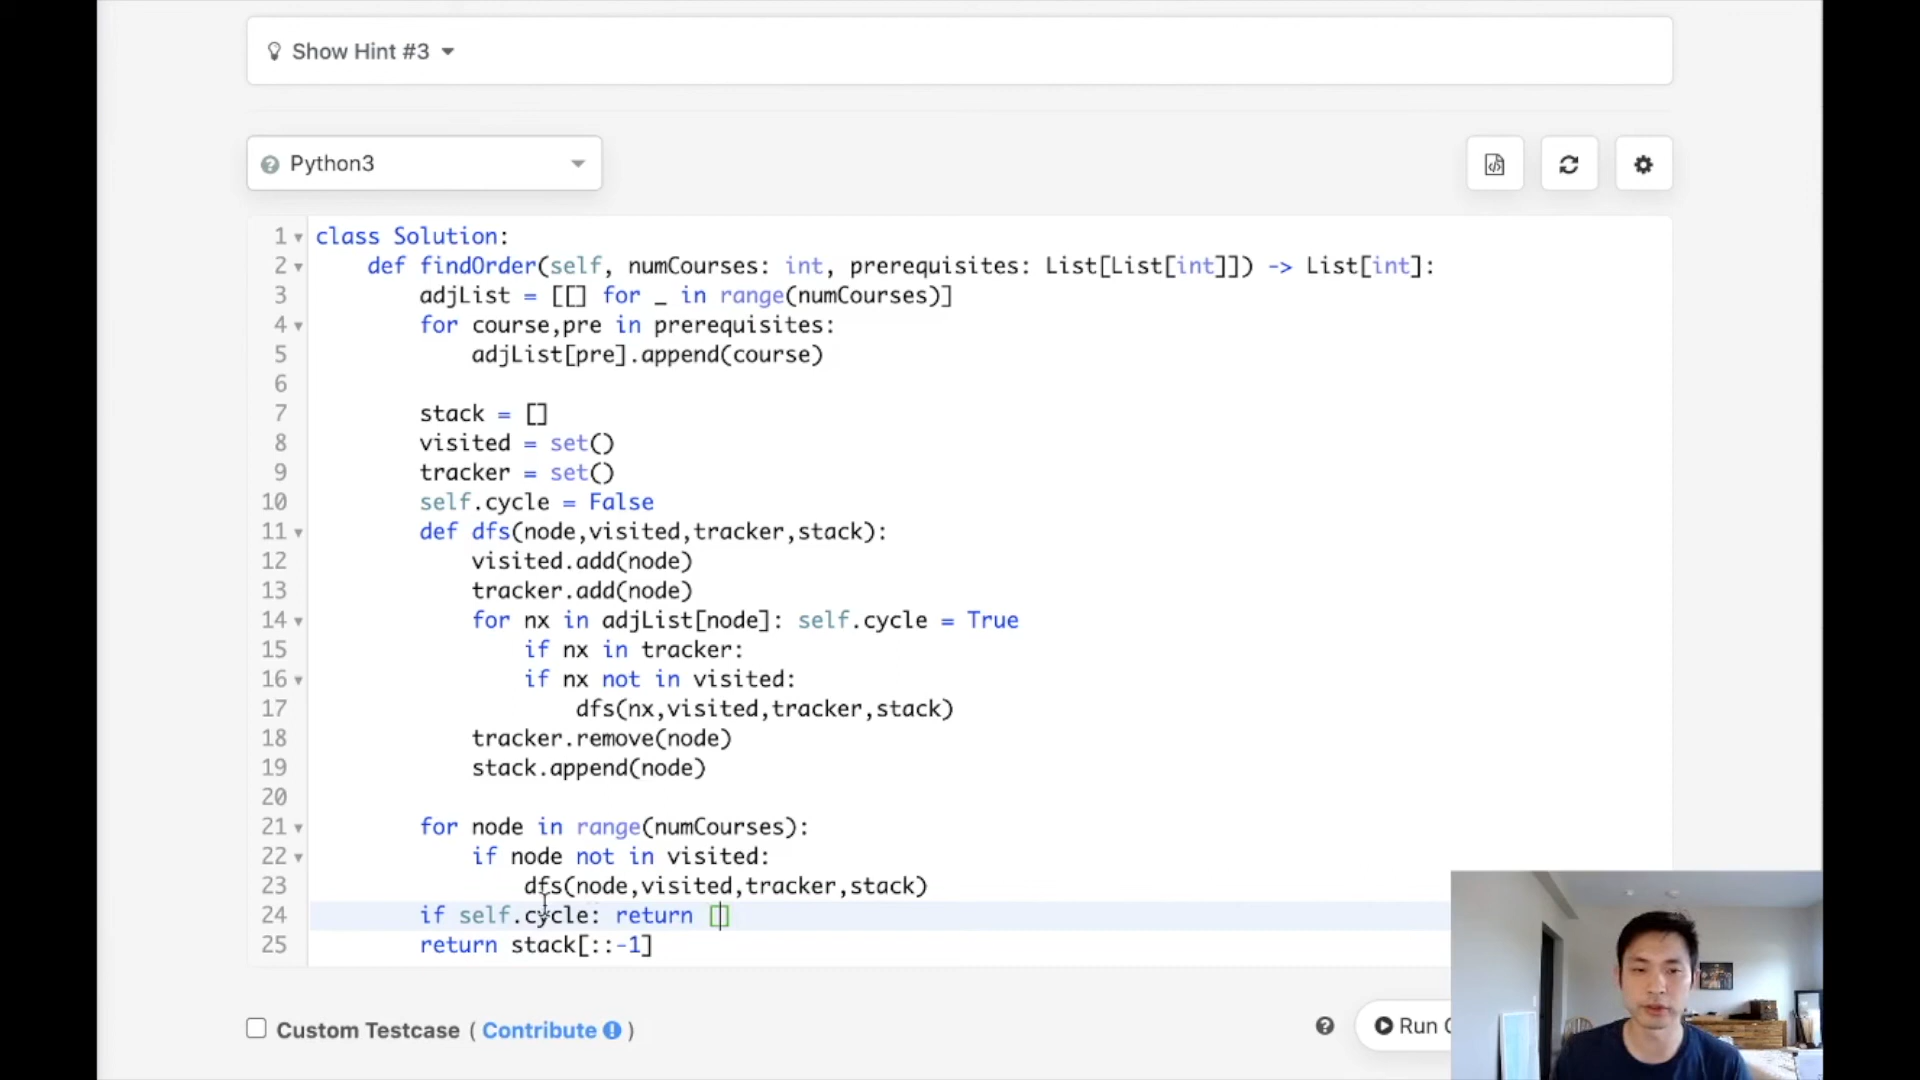 Show Hint #3
Python3
1 class Solution:
2 def findOrder(self, numCourses: int, prerequisites: List[List[int]]) -> List[int]:
3 adjList = [[] for _ in range(numCourses)]
4 for course,pre in prerequisites:
5 adjList[pre].append(course)
6
7 stack = []
8 visited = set()
9 tracker = set()
10 self.cycle = False
11 def dfs(node,visited,tracker,stack):
12 visited.add(node)
13 tracker.add(node)
14 for nx in adjList[node]: self.cycle = True
15 if nx in tracker:
16 if nx not in visited:
17 dfs(nx,visited,tracker,stack)
18 tracker.remove(node)
19 stack.append(node)
20
21 for node in range(numCourses):
22 if node not in visited:
23 dfs(node,visited,tracker,stack)
24 if self.cycle: return []
25 return stack[::-1]
Custom Testcase ( Contribute )
Run